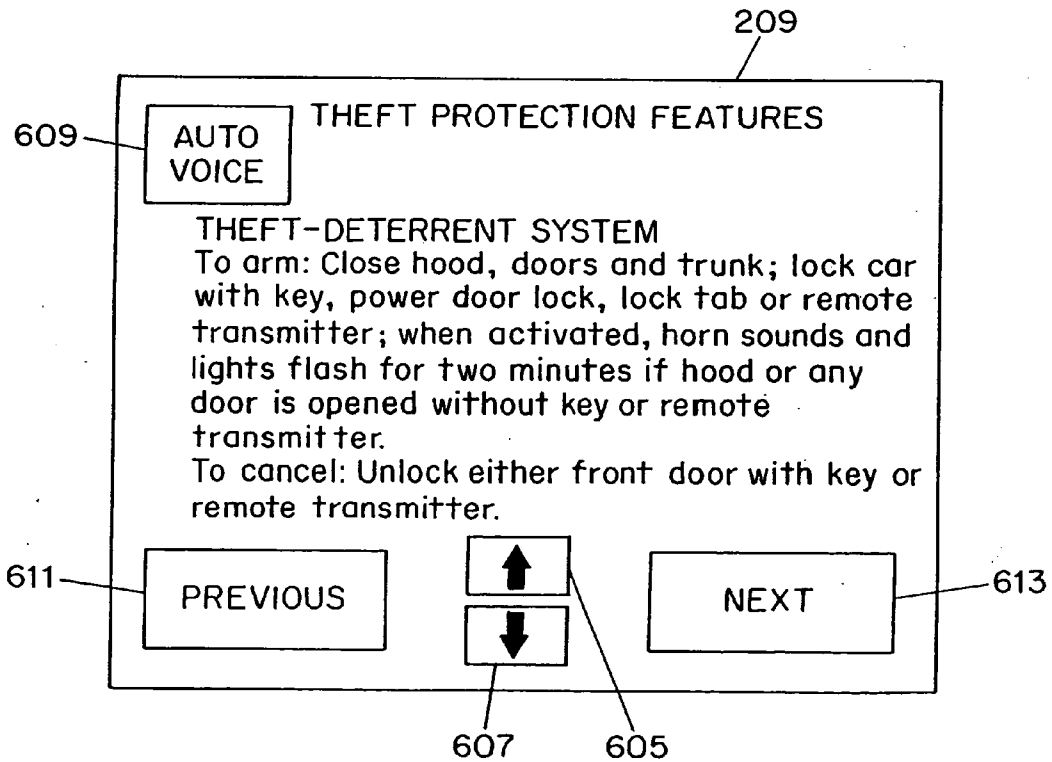 209
609
AUTO
VOICE
THEFT PROTECTION FEATURES
THEFT-DETERRENT SYSTEM
To arm: Close hood, doors and trunk; lock car
with key, power door lock, lock tab or remote
transmitter; when activated, horn sounds and
lights flash for two minutes if hood or any
door is opened without key or remote
transmitter.
To cancel: Unlock either front door with key or
remote transmitter.
611
PREVIOUS
NEXT
613
607
605